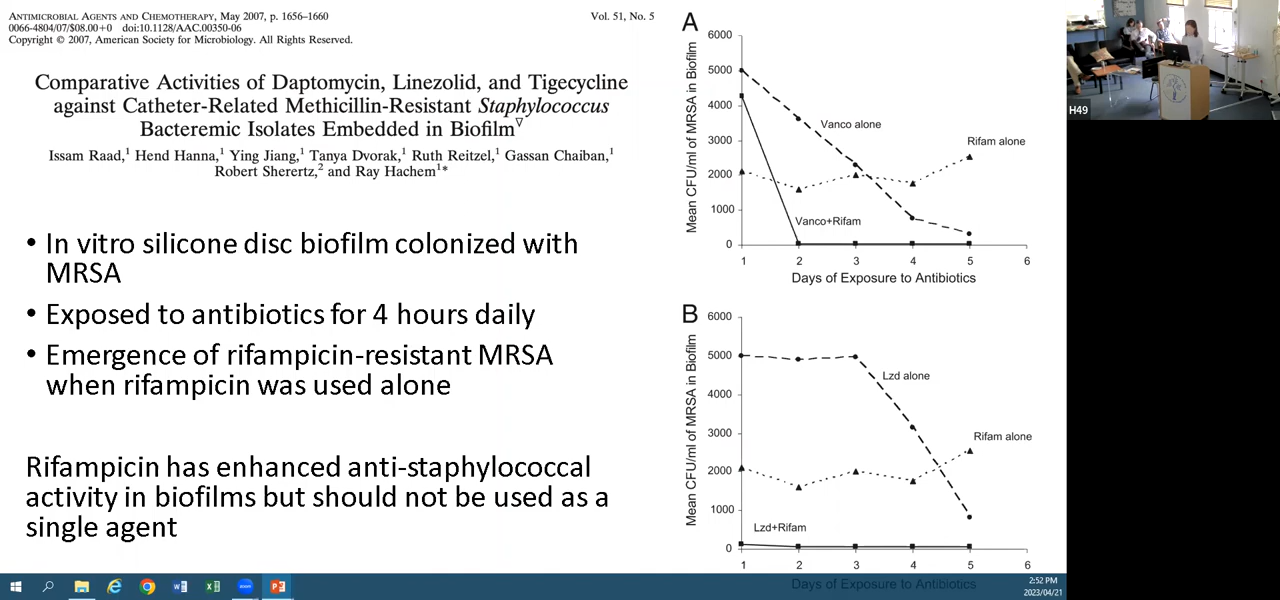 ANTIMICROBIAL AGENTS AND CHEMOTHERAPY, May 2007, p. 1656–1660
Vol. 51, No. 5
0066-4804/07/$08.00+0 doi:10.1128/AAC.00350-06
Copyright © 2007, American Society for Microbiology. All Rights Reserved.
Comparative Activities of Daptomycin, Linezolid, and Tigecycline
against Catheter-Related Methicillin-Resistant Staphylococcus
Bacteremic Isolates Embedded in Biofilm▽
Issam Raad,1 Hend Hanna,1 Ying Jiang,1 Tanya Dvorak,1 Ruth Reitzel,1 Gassan Chaiban,1
Robert Sherertz,2 and Ray Hachem1*
• In vitro silicone disc biofilm colonized with
MRSA
• Exposed to antibiotics for 4 hours daily
• Emergence of rifampicin-resistant MRSA
when rifampicin was used alone
Rifampicin has enhanced anti-staphylococcal
activity in biofilms but should not be used as a
single agent
A
Mean CFU/ml of MRSA in Biofilm
6000
5000
4000
3000
2000
1000
0
Vanco alone
Rifam alone
Vanco+Rifam
1 2 3 4 5 6
Days of Exposure to Antibiotics
B
Mean CFU/ml of MRSA in Biofilm
6000
5000
4000
3000
2000
1000
0
Lzd alone
Rifam alone
Lzd+Rifam
1 2 3 4 5 6
Days of Exposure to Antibiotics
H49
zoom
2:52 PM
2023/04/21